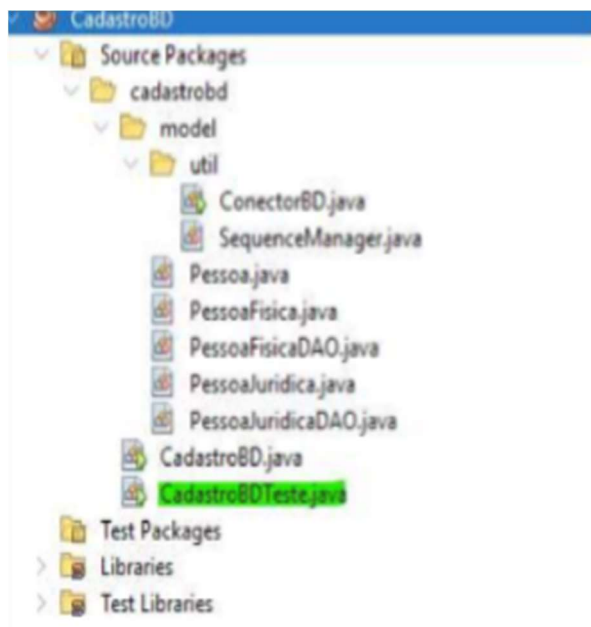 CadastroBD
Source Packages
cadastrobd
model
util
ConectorBD.java
SequenceManager.java
Pessoa.java
PessoaFisica.java
PessoaFisicaDAO.java
PessoaJuridica.java
PessoaJuridicaDAO.java
CadastroBD.java
CadastroBDTeste.java
Test Packages
Libraries
Test Libraries